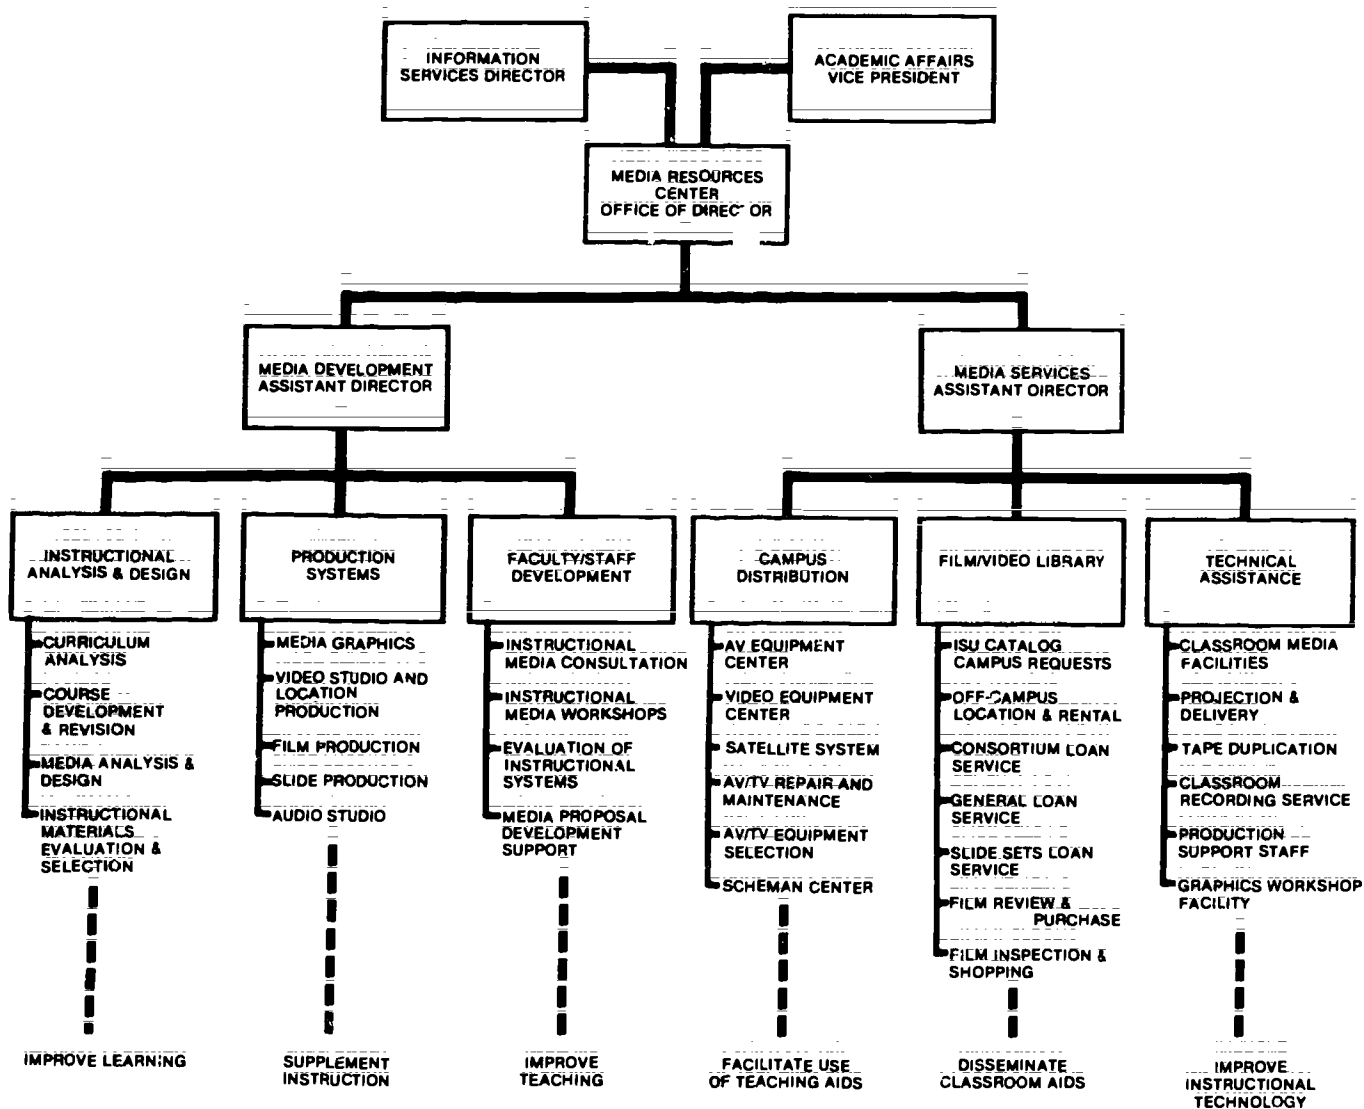 INFORMATION
SERVICES DIRECTOR
ACADEMIC AFFAIRS
VICE PRESIDENT
MEDIA RESOURCES
CENTER
OFFICE OF DIRECTOR
MEDIA DEVELOPMENT
ASSISTANT DIRECTOR
MEDIA SERVICES
ASSISTANT DIRECTOR
INSTRUCTIONAL
ANALYSIS & DESIGN
PRODUCTION
SYSTEMS
FACULTY/STAFF
DEVELOPMENT
CAMPUS
DISTRIBUTION
FILM/VIDEO LIBRARY
TECHNICAL
ASSISTANCE
CURRICULUM
ANALYSIS
COURSE
DEVELOPMENT
& REVISION
MEDIA ANALYSIS &
DESIGN
INSTRUCTIONAL
MATERIALS
EVALUATION &
SELECTION
IMPROVE LEARNING
MEDIA GRAPHICS
VIDEO STUDIO AND
LOCATION
PRODUCTION
FILM PRODUCTION
SLIDE PRODUCTION
AUDIO STUDIO
SUPPLEMENT
INSTRUCTION
INSTRUCTIONAL
MEDIA CONSULTATION
INSTRUCTIONAL
MEDIA WORKSHOPS
EVALUATION OF
INSTRUCTIONAL
SYSTEMS
MEDIA PROPOSAL
DEVELOPMENT
SUPPORT
IMPROVE
TEACHING
AV EQUIPMENT
CENTER
VIDEO EQUIPMENT
CENTER
SATELLITE SYSTEM
AV/TV REPAIR AND
MAINTENANCE
AV/TV EQUIPMENT
SELECTION
SCHEMAN CENTER
FACILITATE USE
OF TEACHING AIDS
ISU CATALOG
CAMPUS REQUESTS
OFF-CAMPUS
LOCATION & RENTAL
CONSORTIUM LOAN
SERVICE
GENERAL LOAN
SERVICE
SLIDE SETS LOAN
SERVICE
FILM REVIEW &
PURCHASE
FILM INSPECTION &
SHOPPING
DISSEMINATE
CLASSROOM AIDS
CLASSROOM MEDIA
FACILITIES
PROJECTION &
DELIVERY
TAPE DUPLICATION
CLASSROOM
RECORDING SERVICE
PRODUCTION
SUPPORT STAFF
GRAPHICS WORKSHOP
FACILITY
IMPROVE
INSTRUCTIONAL
TECHNOLOGY